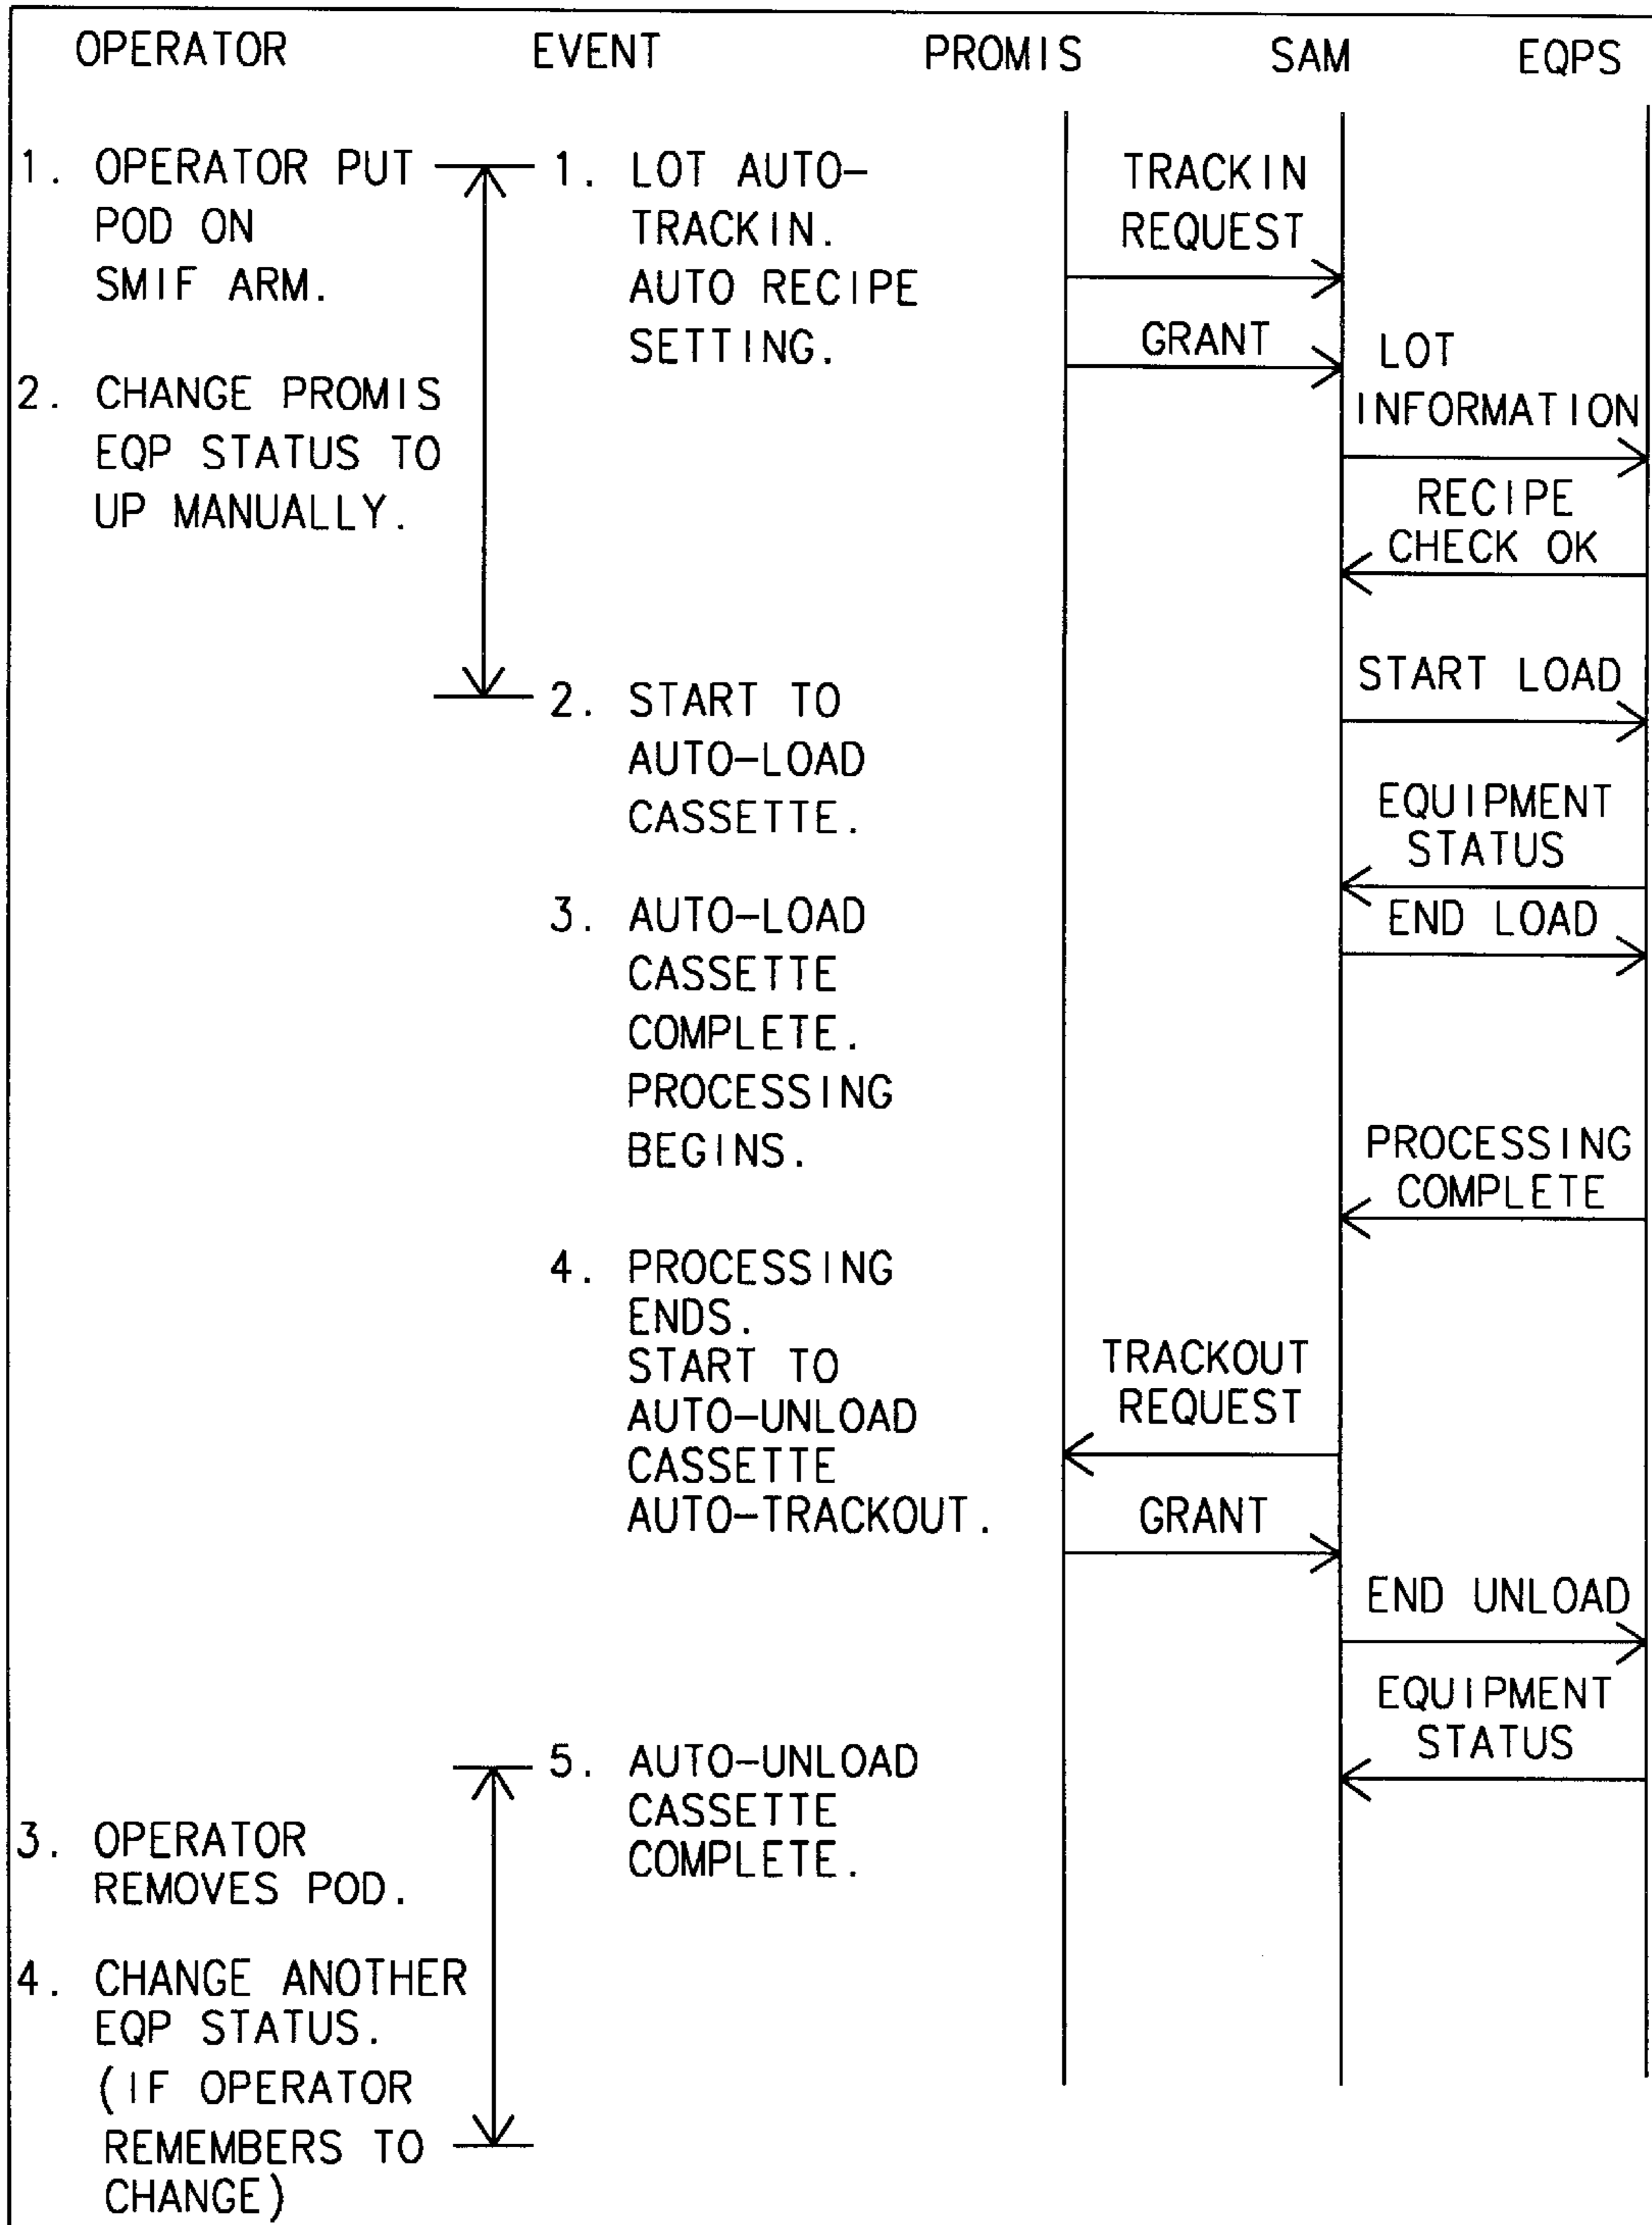 OPERATOR EVENT PROMIS SAM EQPS
1. OPERATOR PUT
POD ON
SMIF ARM.
2. CHANGE PROMIS
EQP STATUS TO
UP MANUALLY.
3. OPERATOR
REMOVES POD.
4. CHANGE ANOTHER
EQP STATUS.
(IF OPERATOR
REMEMBERS TO
CHANGE)
1. LOT AUTO-
TRACKIN.
AUTO RECIPE
SETTING.
2. START TO
AUTO-LOAD
CASSETTE.
3. AUTO-LOAD
CASSETTE
COMPLETE.
PROCESSING
BEGINS.
4. PROCESSING
ENDS.
START TO
AUTO-UNLOAD
CASSETTE
AUTO-TRACKOUT.
5. AUTO-UNLOAD
CASSETTE
COMPLETE.
TRACKIN
REQUEST
GRANT
TRACKOUT
REQUEST
GRANT
LOT
INFORMATION
RECIPE
CHECK OK
START LOAD
EQUIPMENT
STATUS
END LOAD
PROCESSING
COMPLETE
END UNLOAD
EQUIPMENT
STATUS